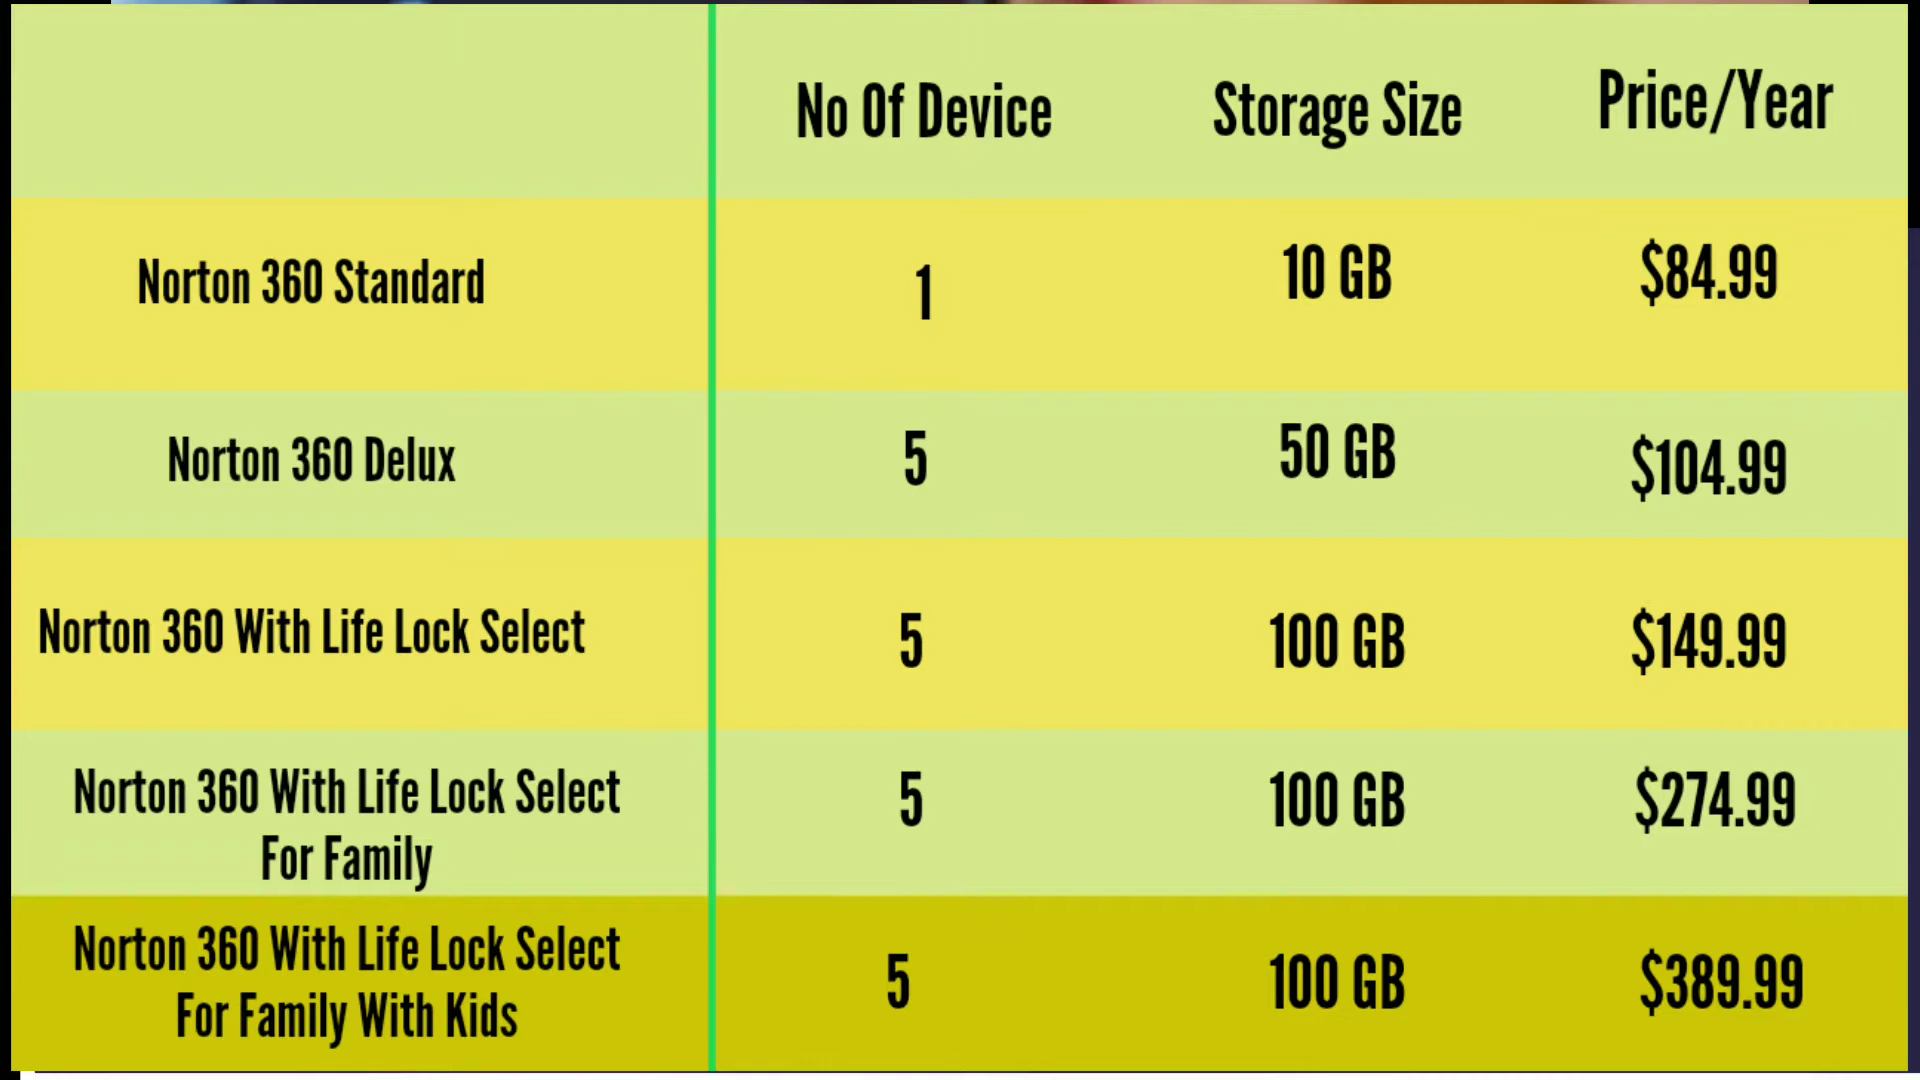 No Of Device Storage Size Price/Year
Norton 360 Standard 1 10 GB $84.99
Norton 360 Delux 5 50 GB $104.99
Norton 360 With Life Lock Select 5 100 GB $149.99
Norton 360 With Life Lock Select 5 100 GB $274.99
For Family
Norton 360 With Life Lock Select 5 100 GB $389.99
For Family With Kids